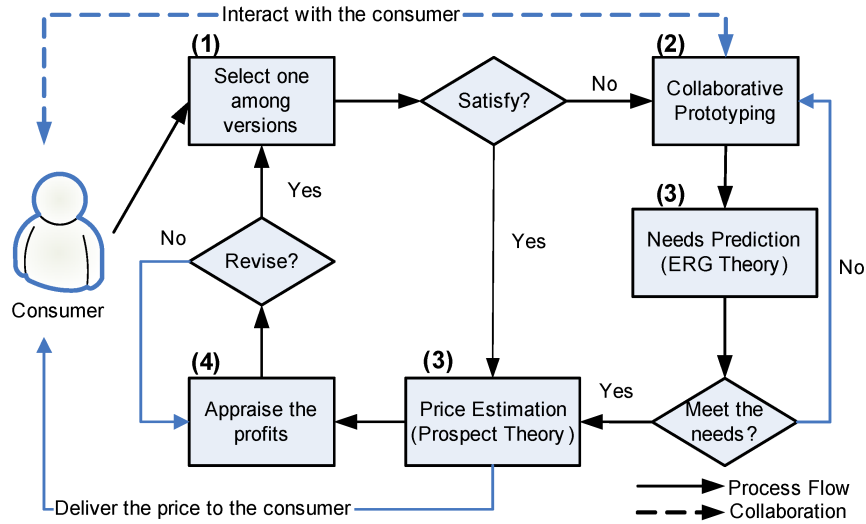 Interact with the consumer
(1)
(2)
Select one
among
versions
Satisfy?
No
Collaborative
Prototyping
Yes
(3)
No
Revise?
Yes
Needs Prediction
(ERG Theory)
No
Consumer
(4)
(3)
Appraise the
profits
Price Estimation
(Prospect Theory)
Yes
Meet the
needs?
Process Flow
Deliver the price to the consumer
Collaboration